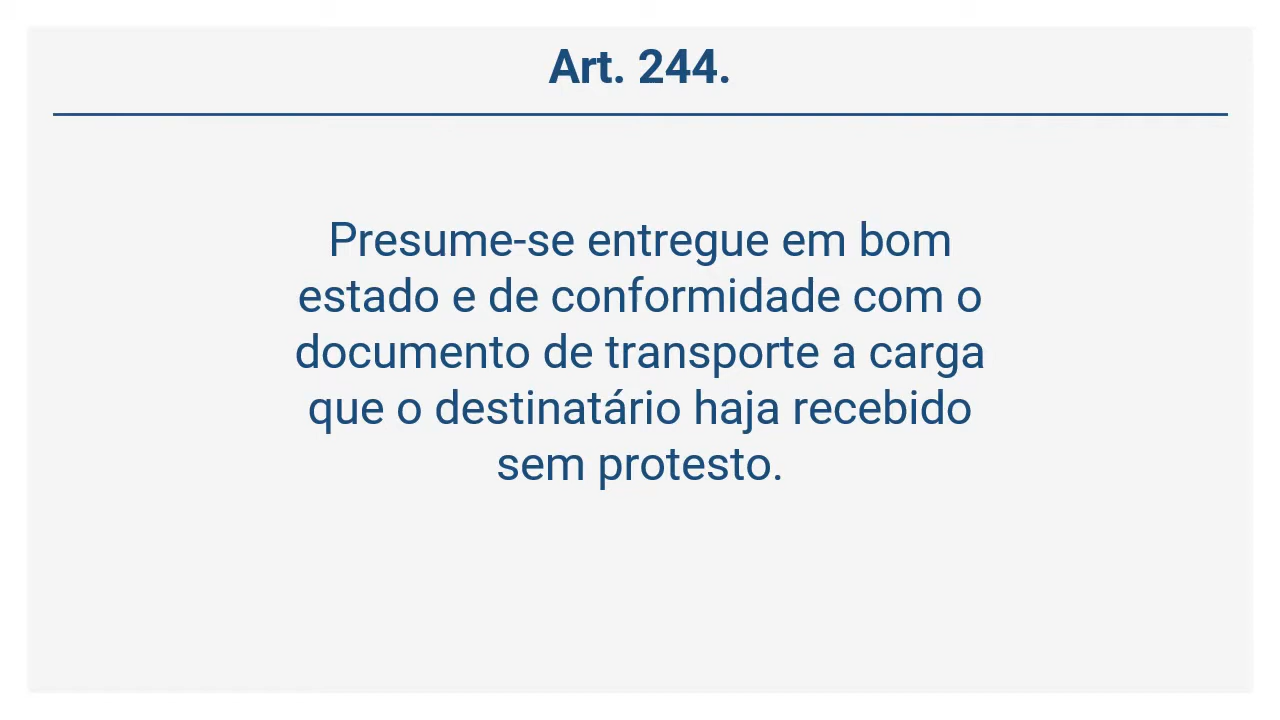 Art. 244.
Presume-se entregue em bom
estado e de conformidade com o
documento de transporte a carga
que o destinatário haja recebido
sem protesto.